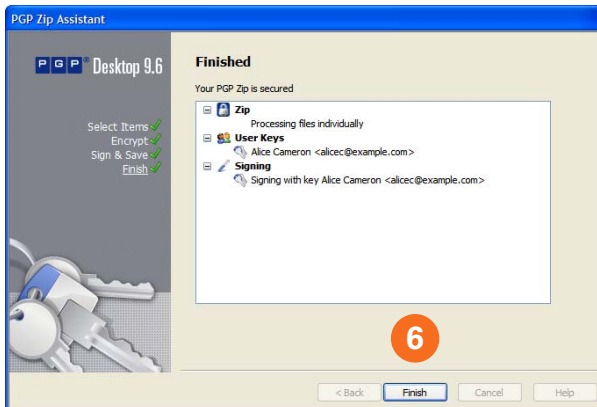 PGP Zip Assistant
PGP® Desktop 9.6
Select Items
Encrypt
Sign & Save
Finish
Finished
Your PGP Zip is secured
Zip
Processing files individually
User Keys
Alice Cameron <alicec@example.com>
Signing
Signing with key Alice Cameron <alicec@example.com>
6
< Back Finish Cancel Help